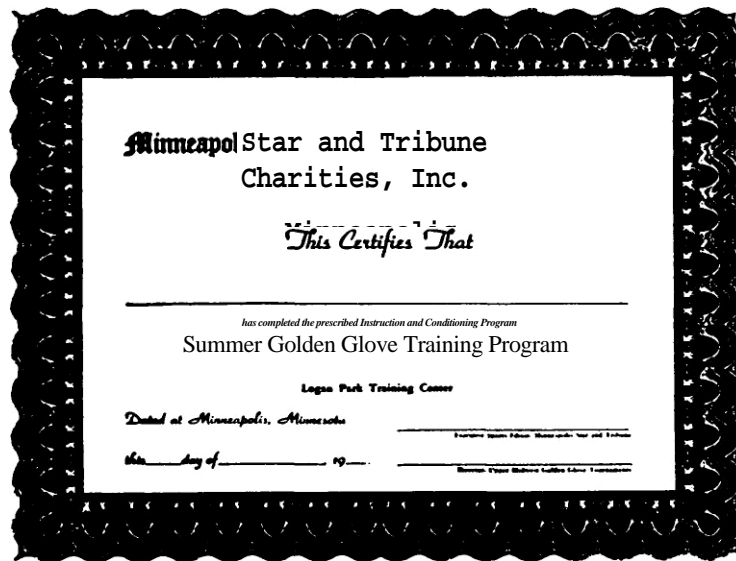 Minneapol Star and Tribune
Charities, Inc.
This Certifies That
has completed the prescribed Instruction and Conditioning Program
Summer Golden Glove Training Program
Logan Park Training Center
Dated at Minneapolis, Minnesota
this day of 19